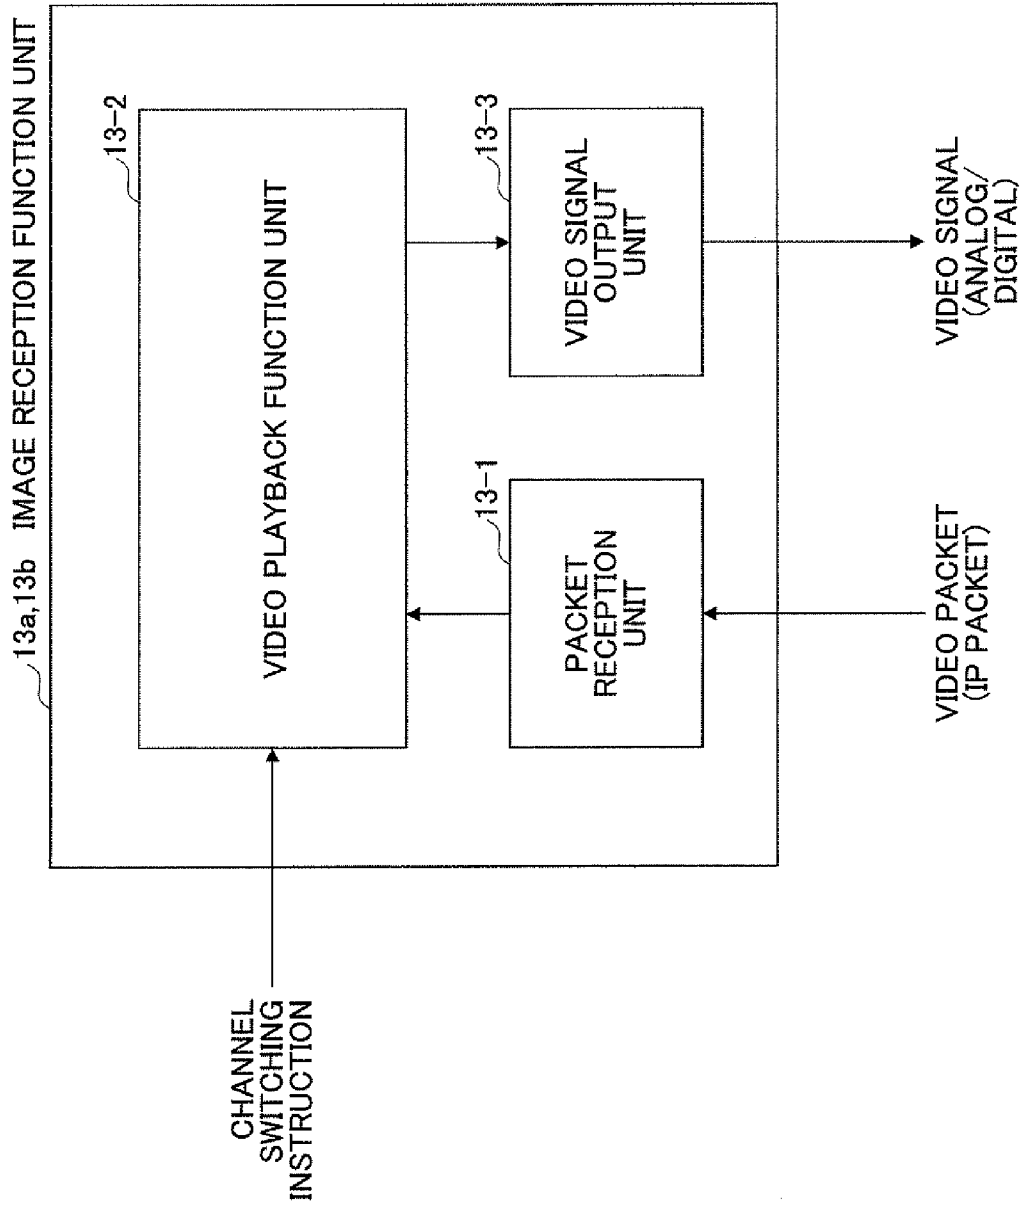 13a,13b IMAGE RECEPTION FUNCTION UNIT
13-2
VIDEO PLAYBACK FUNCTION UNIT
CHANNEL
SWITCHING
INSTRUCTION
13-1
PACKET
RECEPTION
UNIT
13-3
VIDEO SIGNAL
OUTPUT
UNIT
VIDEO PACKET
(IP PACKET)
VIDEO SIGNAL
(ANALOG/
DIGITAL)